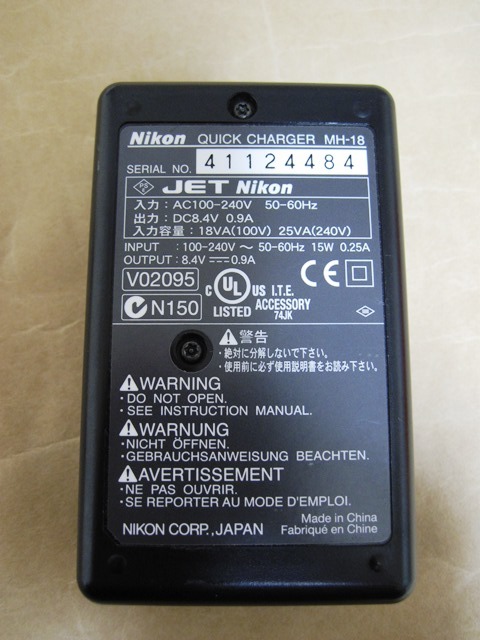 Nikon QUICK CHARGER MH-18
SERIAL NO. 41124484
PS E JET Nikon
入力：AC100-240V 50-60Hz
出力：DC8.4V 0.9A
入力容量：18VA(100V) 25VA(240V)
INPUT : 100-240V ～ 50-60Hz 15W 0.25A
OUTPUT : 8.4V ⎓ 0.9A
V02095
N150
C UL US LISTED
I.T.E. ACCESSORY
74JK
CE
警告
・絶対に分解しないで下さい。
・使用前に必ず使用説明書をお読み下さい。
WARNING
・DO NOT OPEN.
・SEE INSTRUCTION MANUAL.
WARNUNG
・NICHT ÖFFNEN.
・GEBRAUCHSANWEISUNG BEACHTEN.
AVERTISSEMENT
・NE PAS OUVRIR.
・SE REPORTER AU MODE D'EMPLOI.
NIKON CORP., JAPAN
Made in China
Fabriqué en Chine